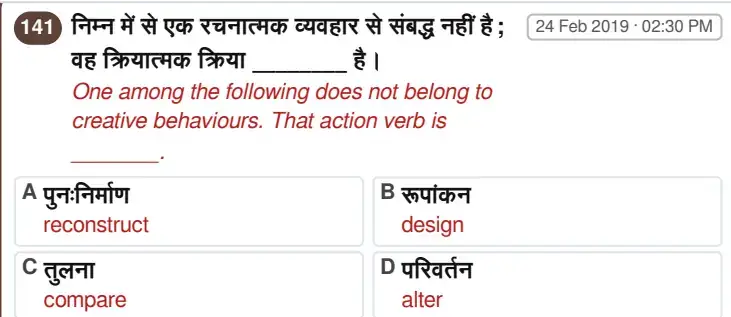 141 निम्न में से एक रचनात्मक व्यवहार से संबद्ध नहीं है ; 24 Feb 2019 · 02:30 PM
वह क्रियात्मक क्रिया ________ है।
One among the following does not belong to
creative behaviours. That action verb is
________.
A पुनःनिर्माण
reconstruct
B रूपांकन
design
C तुलना
compare
D परिवर्तन
alter